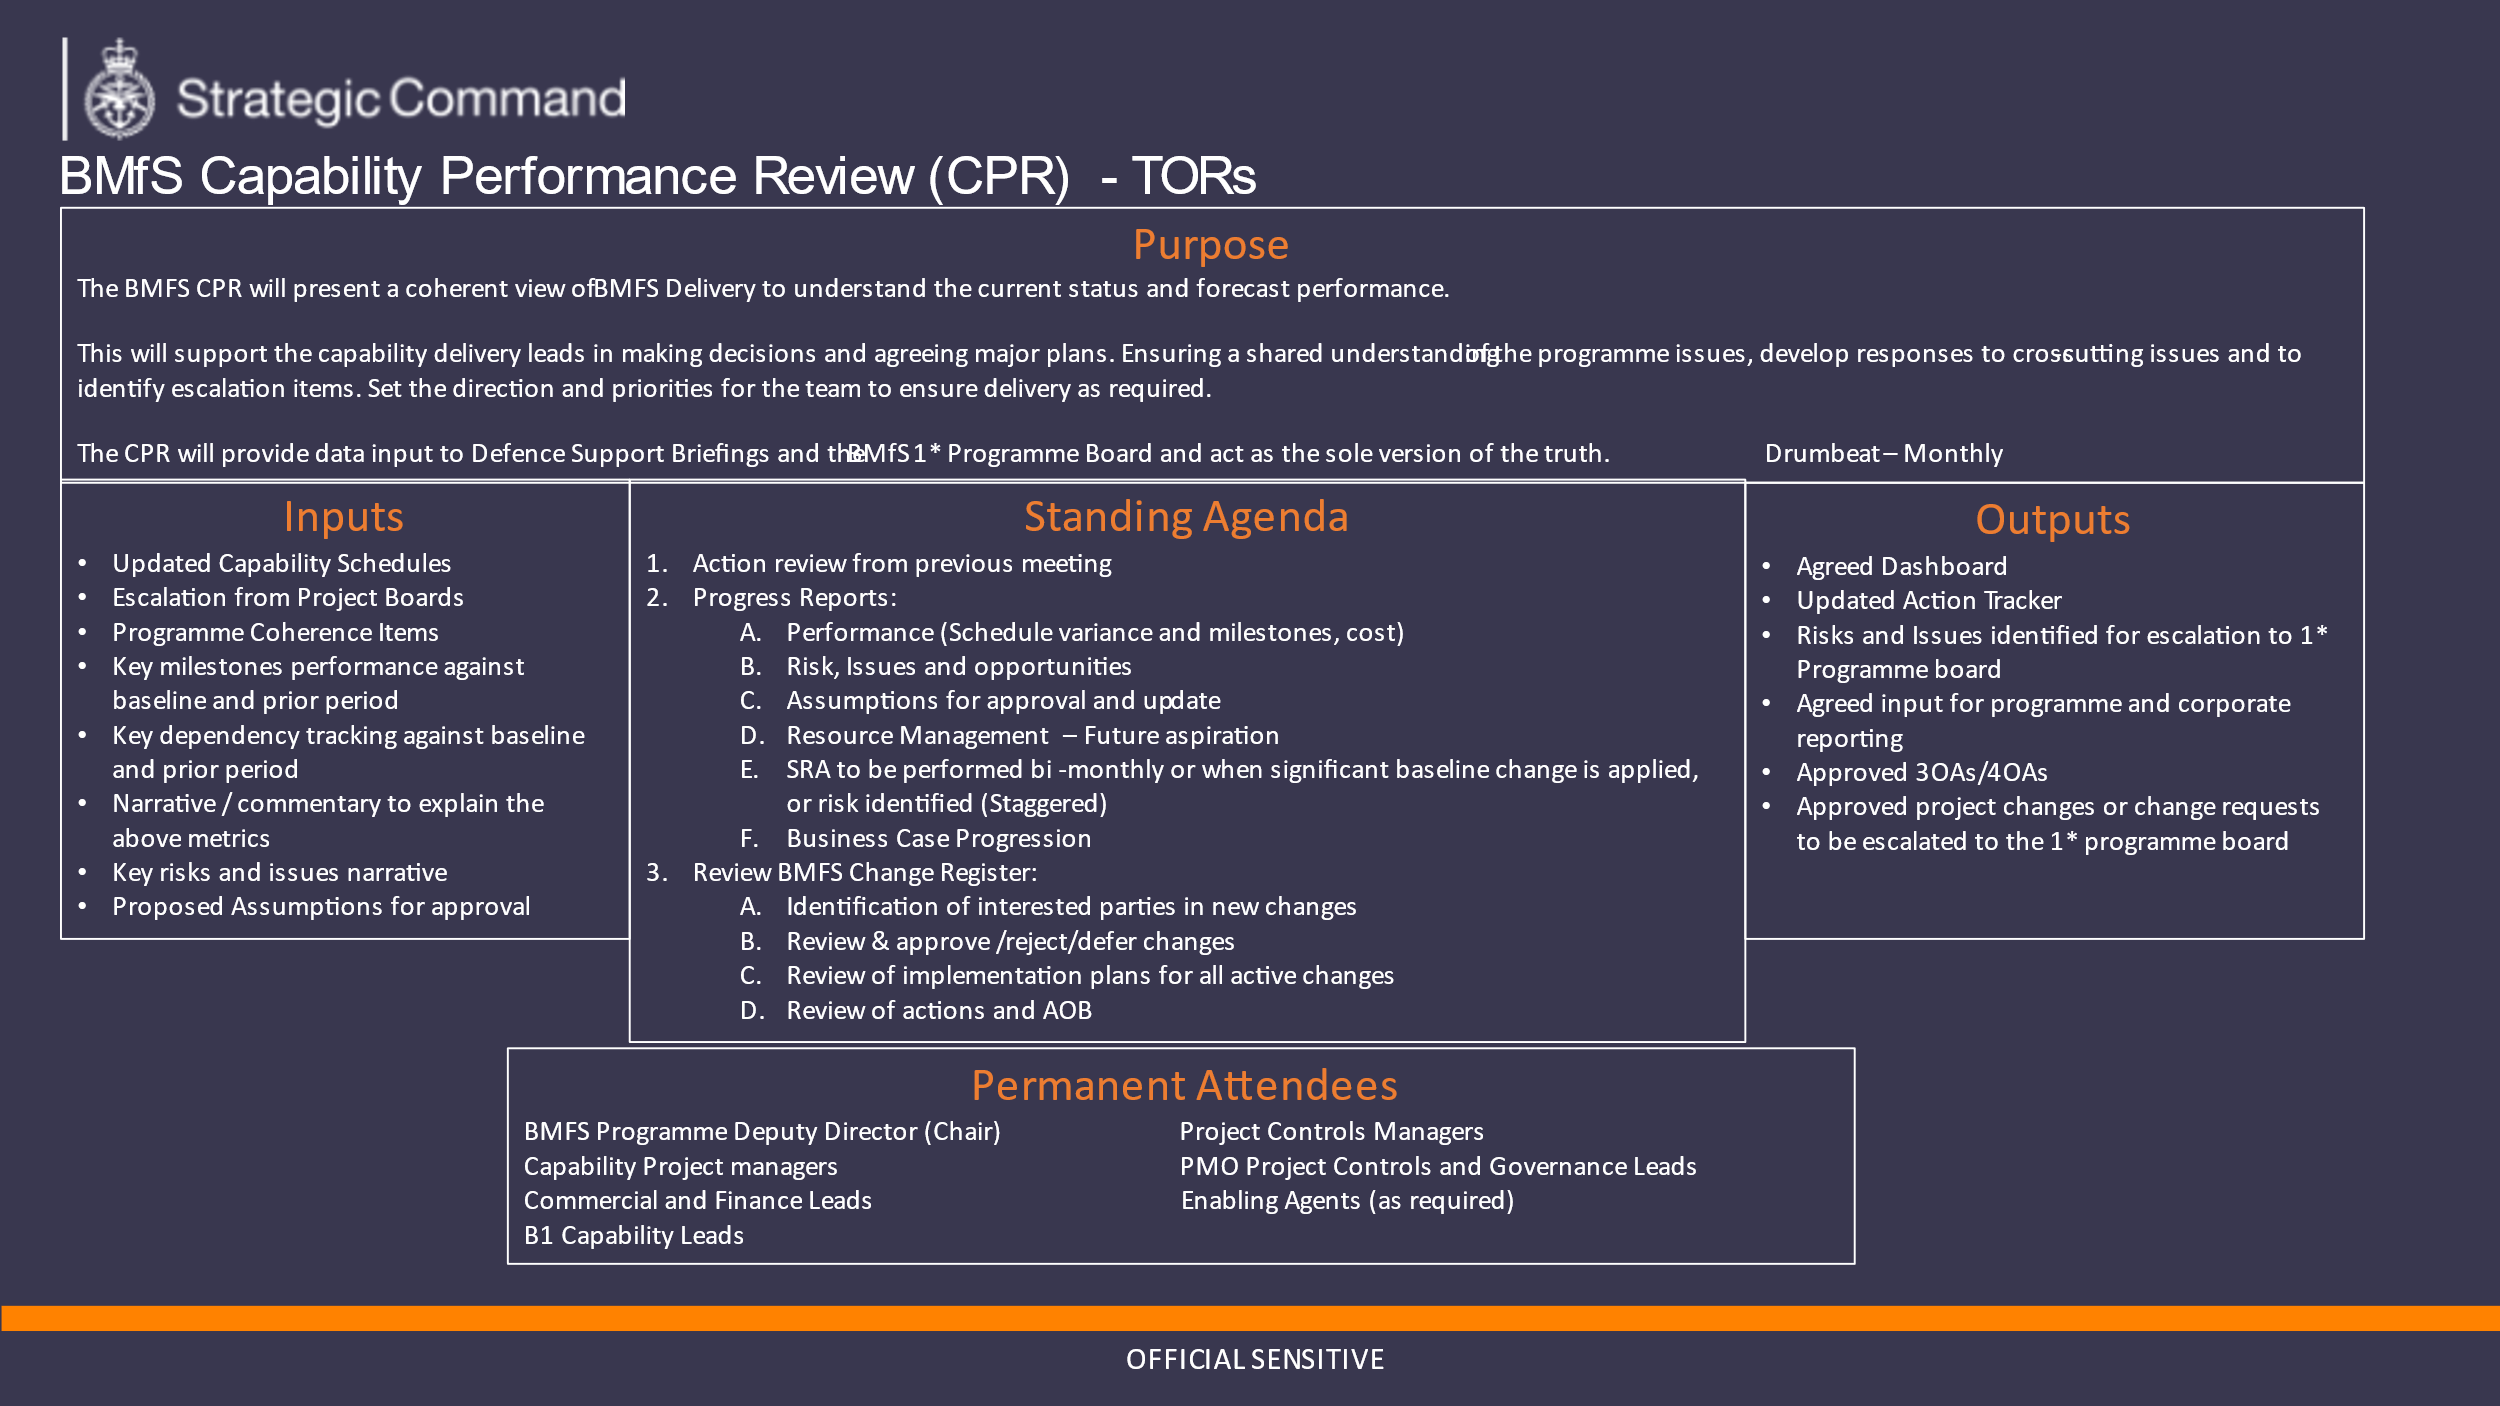 Strategic Command
BMfS Capability Performance Review (CPR) - TORs
Purpose
The BMFS CPR will present a coherent view of BMFS Delivery to understand the current status and forecast performance.
This will support the capability delivery leads in making decisions and agreeing major plans. Ensuring a shared understanding of the programme issues, develop responses to cross-cutting issues and to
identify escalation items. Set the direction and priorities for the team to ensure delivery as required.
The CPR will provide data input to Defence Support Briefings and the BMfS 1* Programme Board and act as the sole version of the truth. Drumbeat – Monthly
Inputs
• Updated Capability Schedules
• Escalation from Project Boards
• Programme Coherence Items
• Key milestones performance against
baseline and prior period
• Key dependency tracking against baseline
and prior period
• Narrative / commentary to explain the
above metrics
• Key risks and issues narrative
• Proposed Assumptions for approval
Standing Agenda
1. Action review from previous meeting
2. Progress Reports:
A. Performance (Schedule variance and milestones, cost)
B. Risk, Issues and opportunities
C. Assumptions for approval and update
D. Resource Management – Future aspiration
E. SRA to be performed bi -monthly or when significant baseline change is applied,
or risk identified (Staggered)
F. Business Case Progression
3. Review BMFS Change Register:
A. Identification of interested parties in new changes
B. Review & approve /reject/defer changes
C. Review of implementation plans for all active changes
D. Review of actions and AOB
Outputs
• Agreed Dashboard
• Updated Action Tracker
• Risks and Issues identified for escalation to 1*
Programme board
• Agreed input for programme and corporate
reporting
• Approved 3OAs/4OAs
• Approved project changes or change requests
to be escalated to the 1* programme board
Permanent Attendees
BMFS Programme Deputy Director (Chair)
Capability Project managers
Commercial and Finance Leads
B1 Capability Leads
Project Controls Managers
PMO Project Controls and Governance Leads
Enabling Agents (as required)
OFFICIAL SENSITIVE